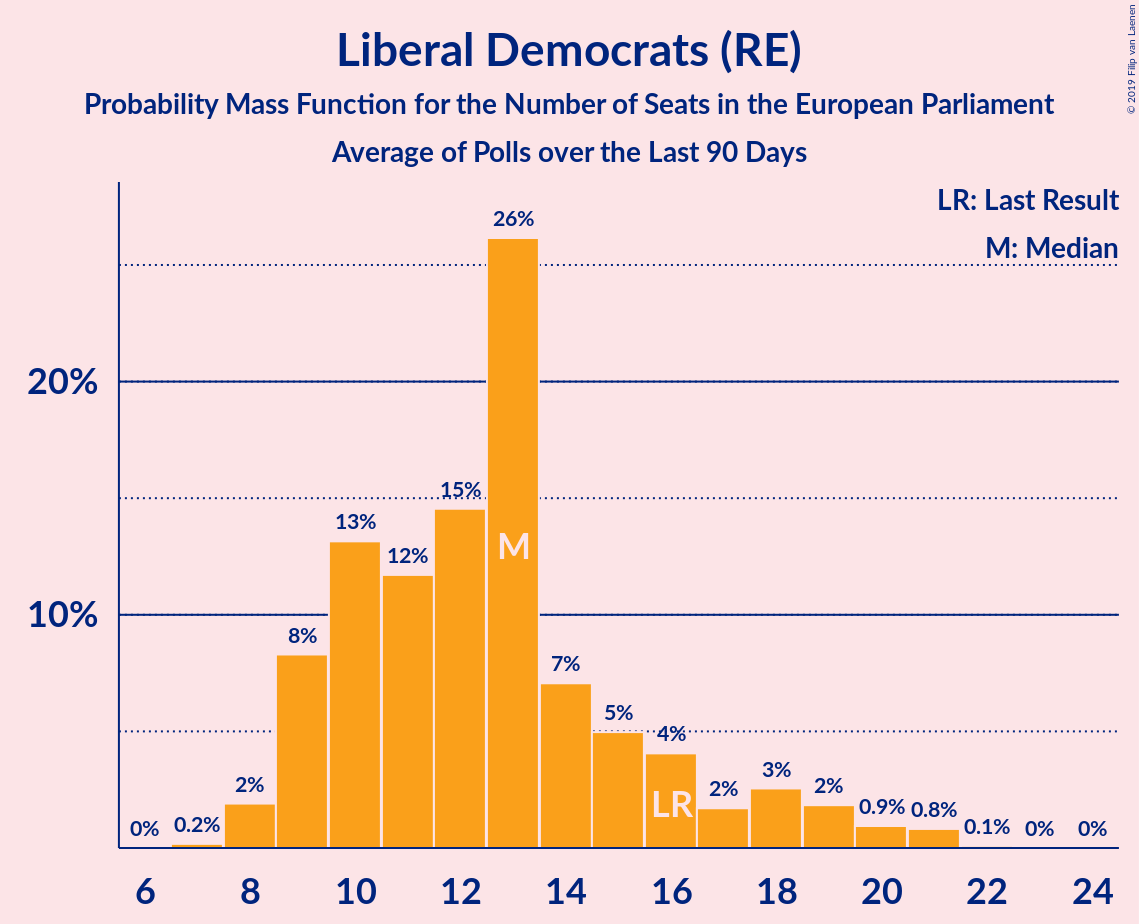 Liberal Democrats (RE)
Probability Mass Function for the Number of Seats in the European Parliament
Average of Polls over the Last 90 Days
© 2019 Filip van Laenen
LR: Last Result
M: Median
20%
10%
0%
0.2%
2%
8%
13%
12%
15%
26%
7%
5%
4%
2%
3%
2%
0.9%
0.8%
0.1%
0%
0%
M
LR
6 8 10 12 14 16 18 20 22 24